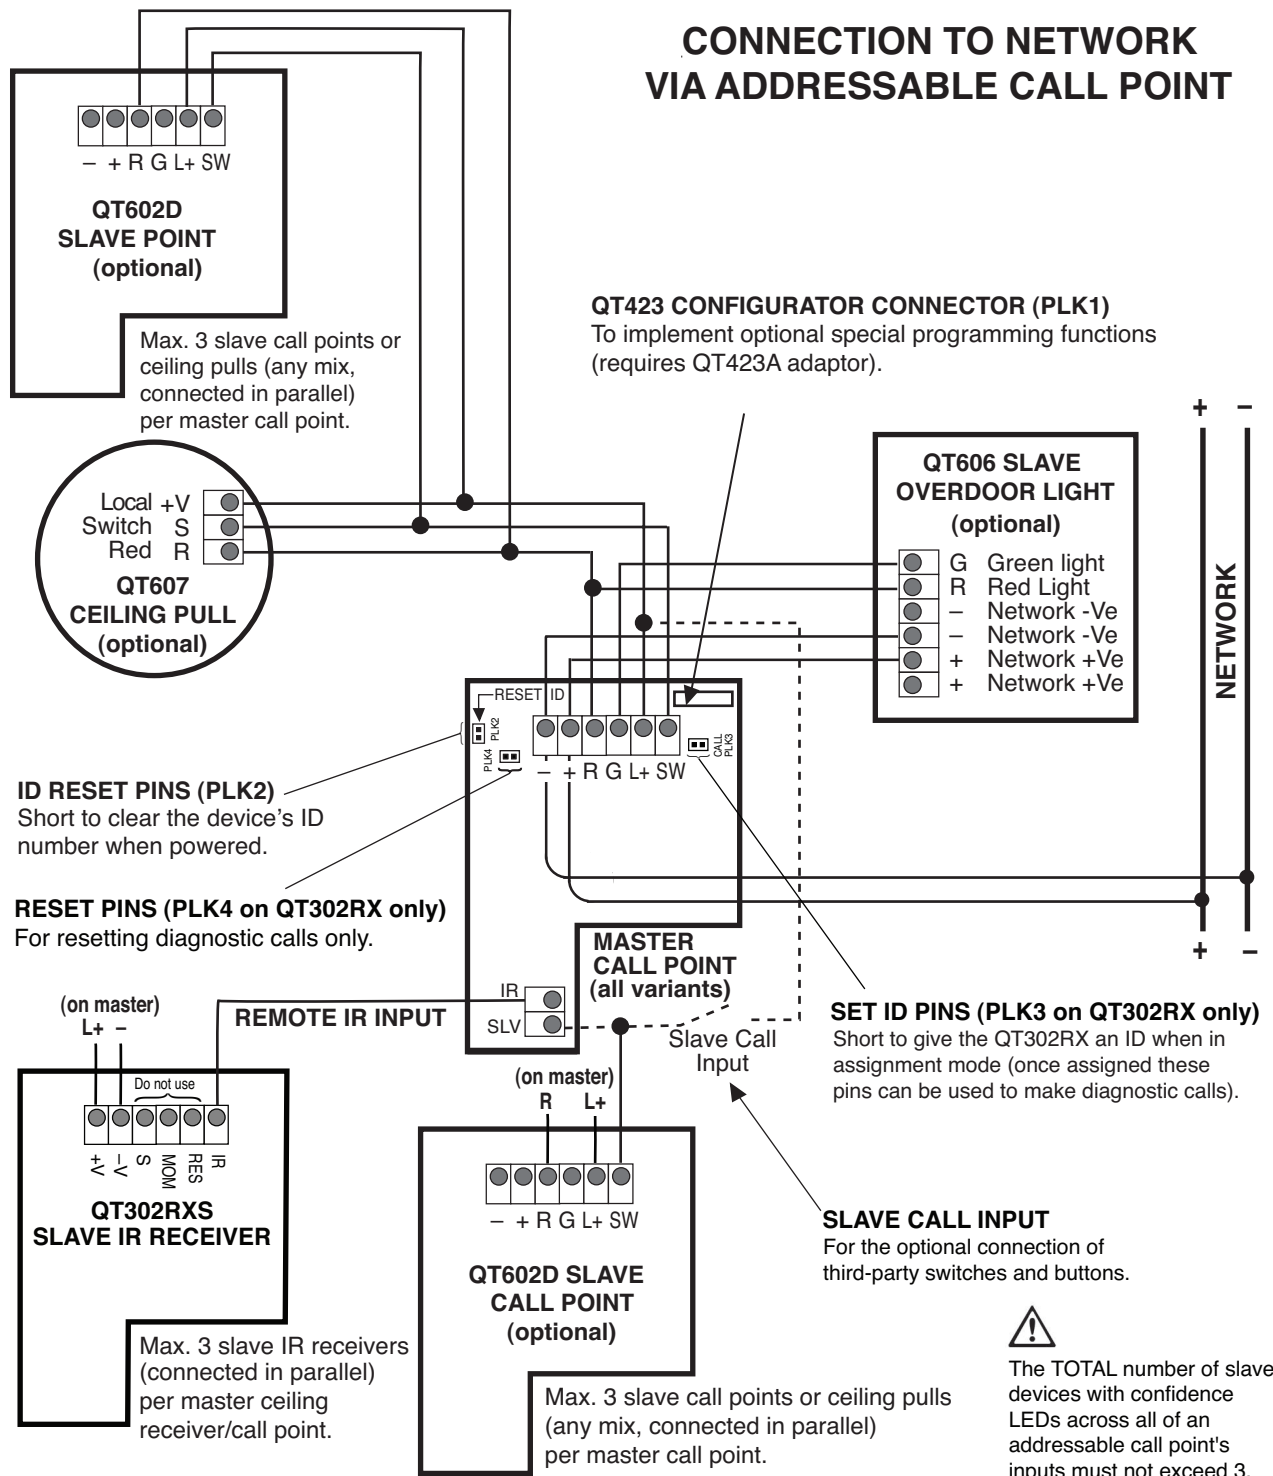 CONNECTION TO NETWORK
VIA ADDRESSABLE CALL POINT
– + R G L+ SW
QT602D
SLAVE POINT
(optional)
Max. 3 slave call points or
ceiling pulls (any mix,
connected in parallel)
per master call point.
QT423 CONFIGURATOR CONNECTOR (PLK1)
To implement optional special programming functions
(requires QT423A adaptor).
Local +V
Switch S
Red R
QT607
CEILING PULL
(optional)
QT606 SLAVE
OVERDOOR LIGHT
(optional)
G Green light
R Red Light
– Network -Ve
– Network -Ve
+ Network +Ve
+ Network +Ve
+ –
NETWORK
+ –
RESET ID
PLK2
PLK4
CALL
PLK3
– + R G L+ SW
ID RESET PINS (PLK2)
Short to clear the device’s ID
number when powered.
RESET PINS (PLK4 on QT302RX only)
For resetting diagnostic calls only.
MASTER
CALL POINT
(all variants)
IR
SLV
REMOTE IR INPUT
Slave Call
Input
SET ID PINS (PLK3 on QT302RX only)
Short to give the QT302RX an ID when in
assignment mode (once assigned these
pins can be used to make diagnostic calls).
(on master)
L+ –
Do not use
+V –V S MOM RES IR
QT302RXS
SLAVE IR RECEIVER
Max. 3 slave IR receivers
(connected in parallel)
per master ceiling
receiver/call point.
(on master)
R L+
– + R G L+ SW
QT602D SLAVE
CALL POINT
(optional)
Max. 3 slave call points or ceiling pulls
(any mix, connected in parallel)
per master call point.
SLAVE CALL INPUT
For the optional connection of
third-party switches and buttons.
The TOTAL number of slave
devices with confidence
LEDs across all of an
addressable call point's
inputs must not exceed 3.